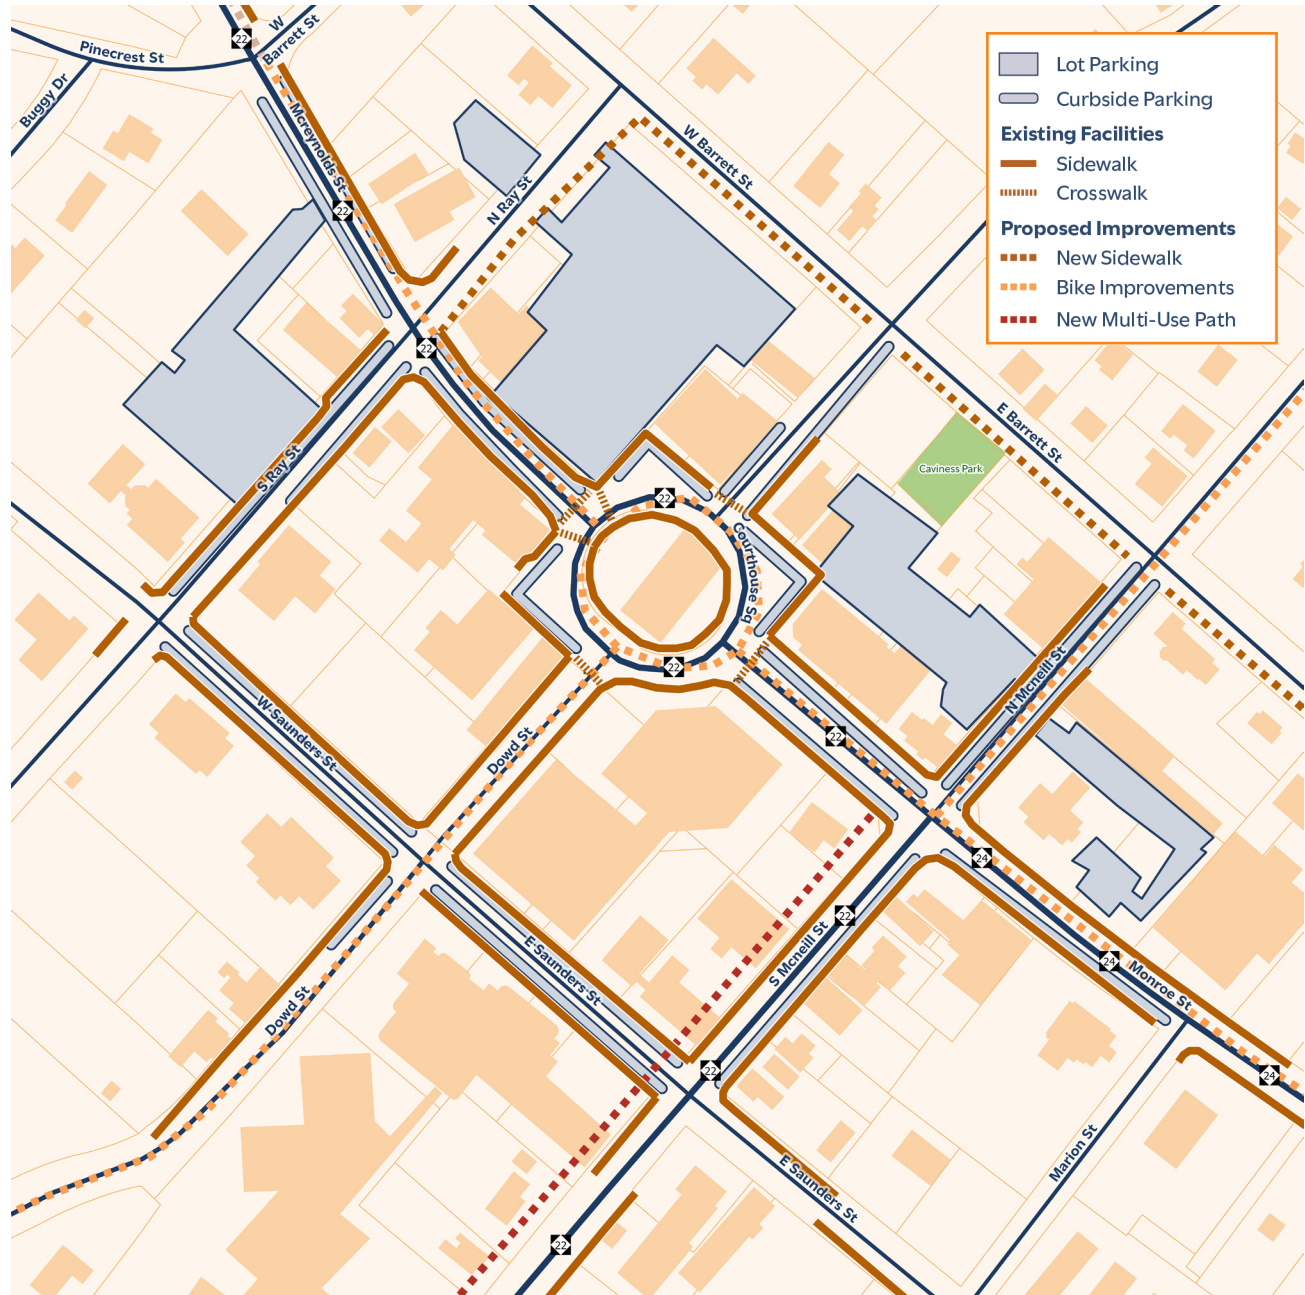 22
W
Barrett St
Pinecrest St
Buggy Dr
Mcreynolds St
22
N Ray St
W Barrett St
Lot Parking
Curbside Parking
Existing Facilities
Sidewalk
Crosswalk
Proposed Improvements
New Sidewalk
Bike Improvements
New Multi-Use Path
22
E Barrett St
S Ray St
Caviness Park
22
Courthouse Sq
22
N Mcneill St
W Saunders St
Dowd St
22
24
22
S Mcneill St
E Saunders St
24
Monroe St
Dowd St
22
24
Marion St
E Saunders St
22